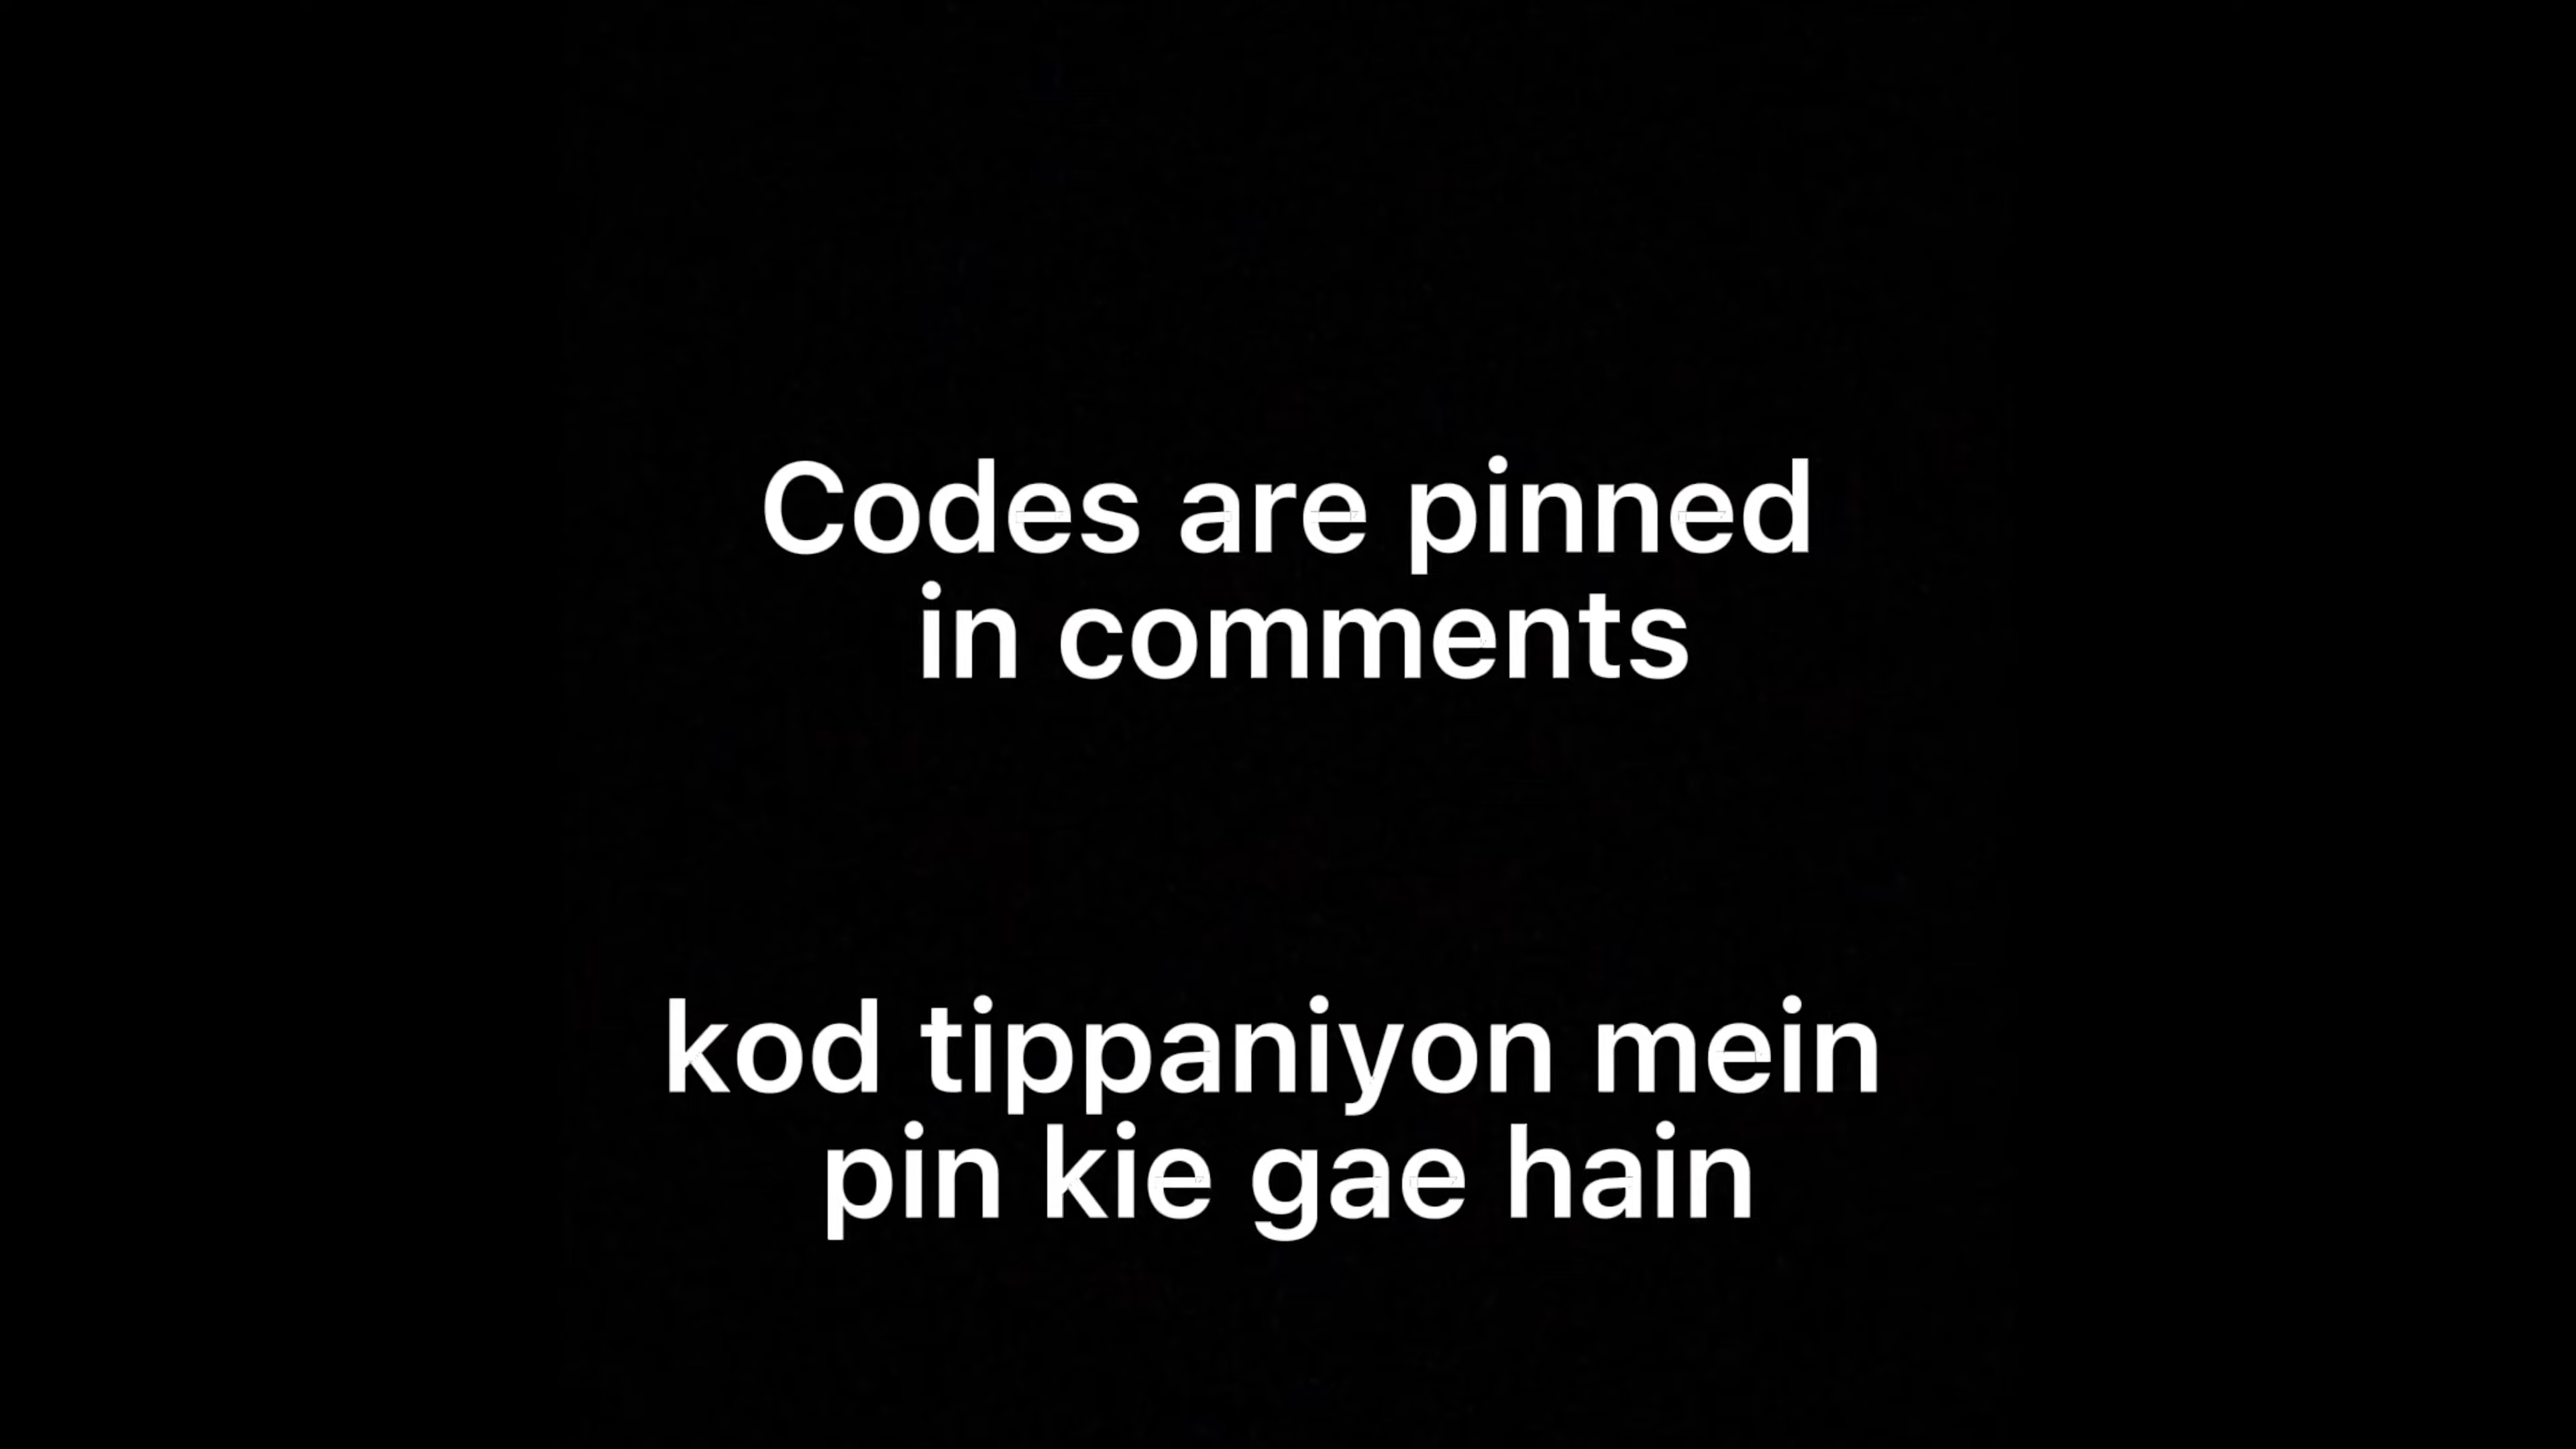 Codes are pinned
in comments
kod tippaniyon mein
pin kie gae hain